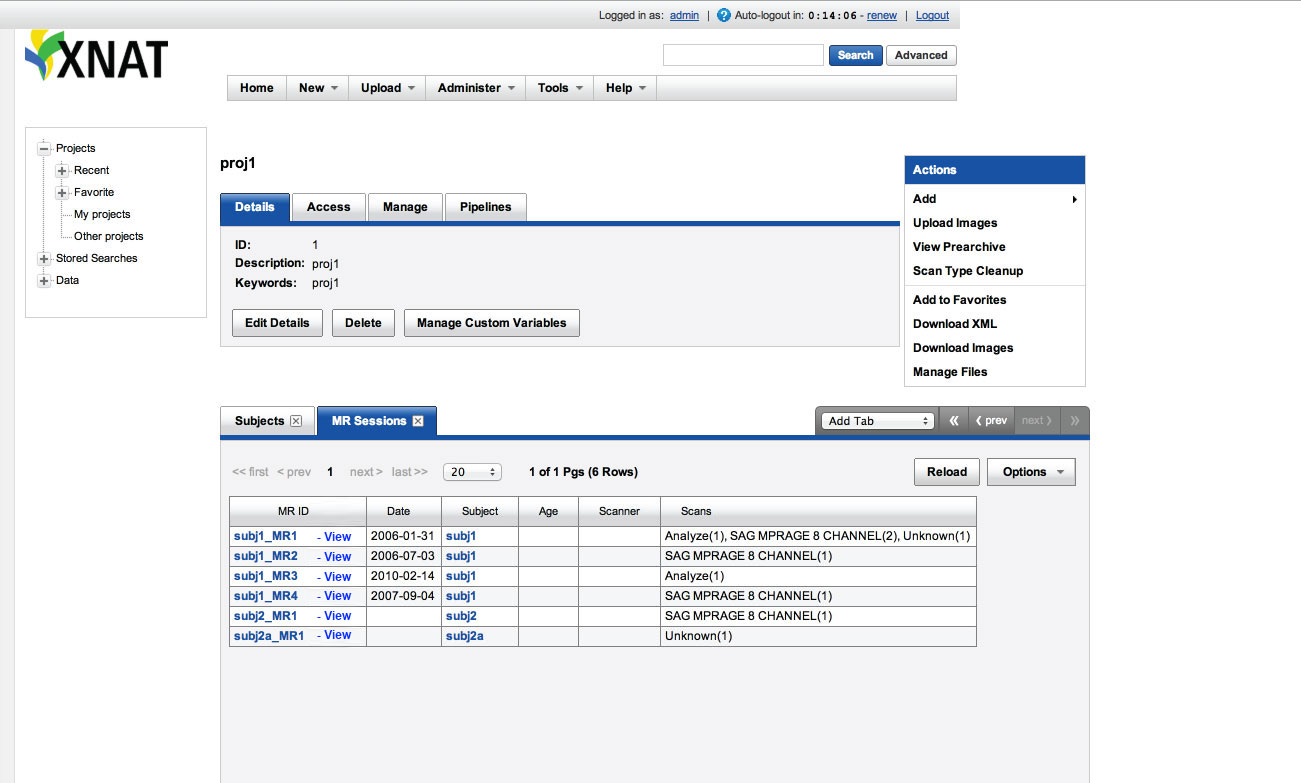 Logged in as: admin | ? Auto-logout in: 0:14:06 - renew | Logout
XNAT
Search Advanced
Home New Upload Administer Tools Help
Projects
Recent
Favorite
My projects
Other projects
Stored Searches
Data
proj1
Details Access Manage Pipelines
ID: 1
Description: proj1
Keywords: proj1
Edit Details Delete Manage Custom Variables
Actions
Add
Upload Images
View Prearchive
Scan Type Cleanup
Add to Favorites
Download XML
Download Images
Manage Files
Subjects MR Sessions Add Tab « ‹ prev next › »
<< first < prev 1 next > last >> 20 1 of 1 Pgs (6 Rows) Reload Options
MR ID Date Subject Age Scanner Scans
subj1_MR1 - View 2006-01-31 subj1 Analyze(1), SAG MPRAGE 8 CHANNEL(2), Unknown(1)
subj1_MR2 - View 2006-07-03 subj1 SAG MPRAGE 8 CHANNEL(1)
subj1_MR3 - View 2010-02-14 subj1 Analyze(1)
subj1_MR4 - View 2007-09-04 subj1 SAG MPRAGE 8 CHANNEL(1)
subj2_MR1 - View subj2 SAG MPRAGE 8 CHANNEL(1)
subj2a_MR1 - View subj2a Unknown(1)